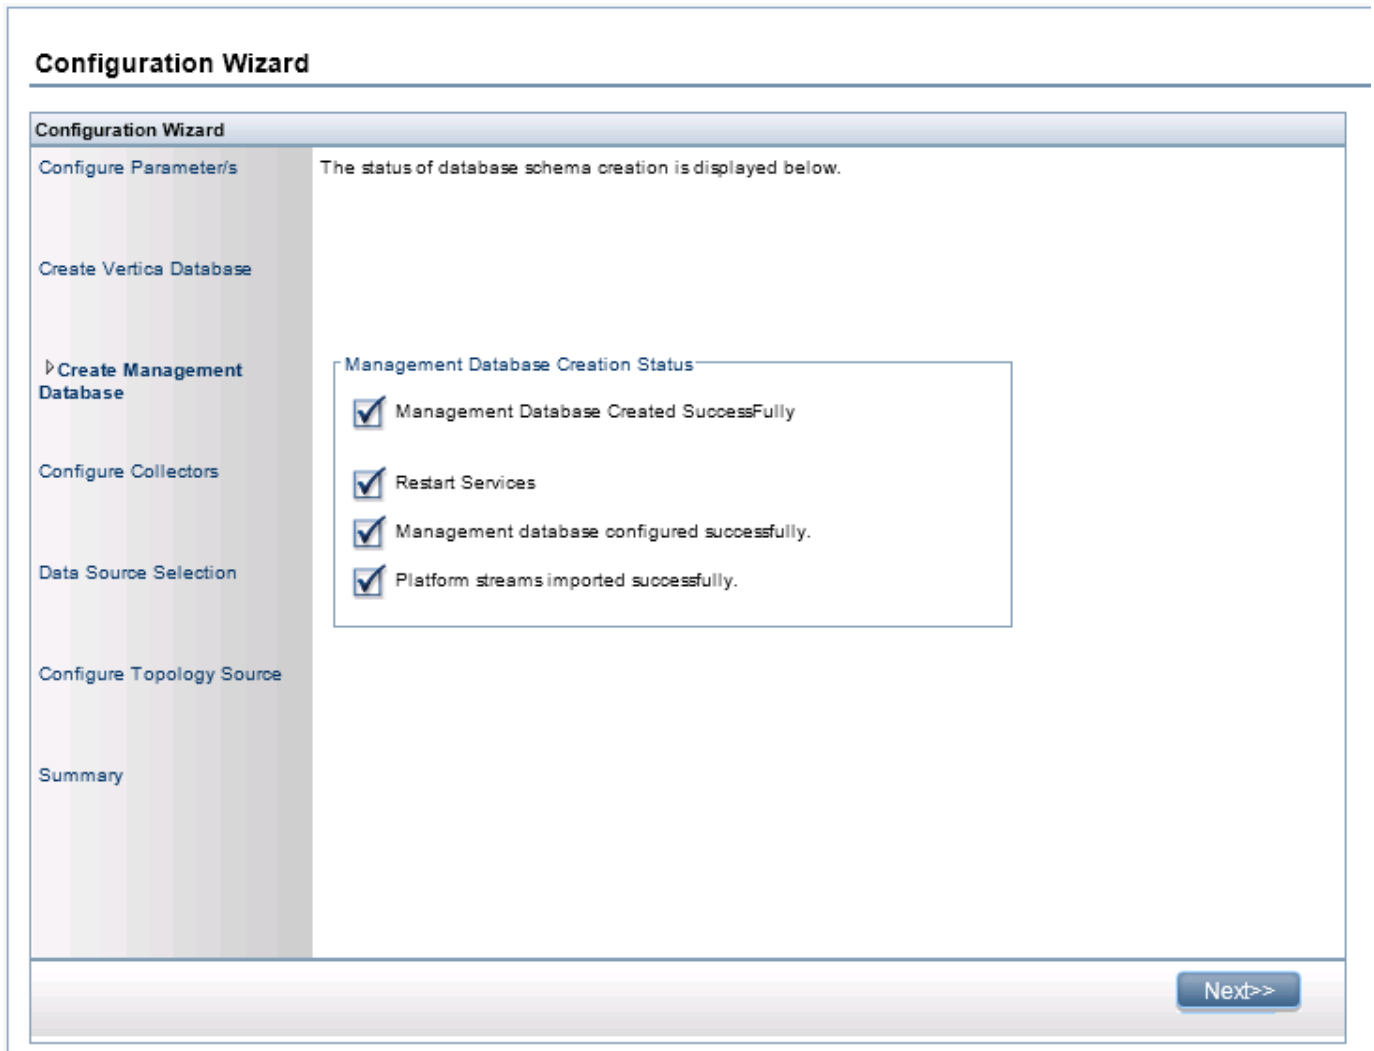 Configuration Wizard
Configuration Wizard
Configure Parameter/s
The status of database schema creation is displayed below.
Create Vertica Database
Create Management
Database
Management Database Creation Status
Management Database Created SuccessFully
Configure Collectors
Restart Services
Management database configured successfully.
Data Source Selection
Platform streams imported successfully.
Configure Topology Source
Summary
Next>>